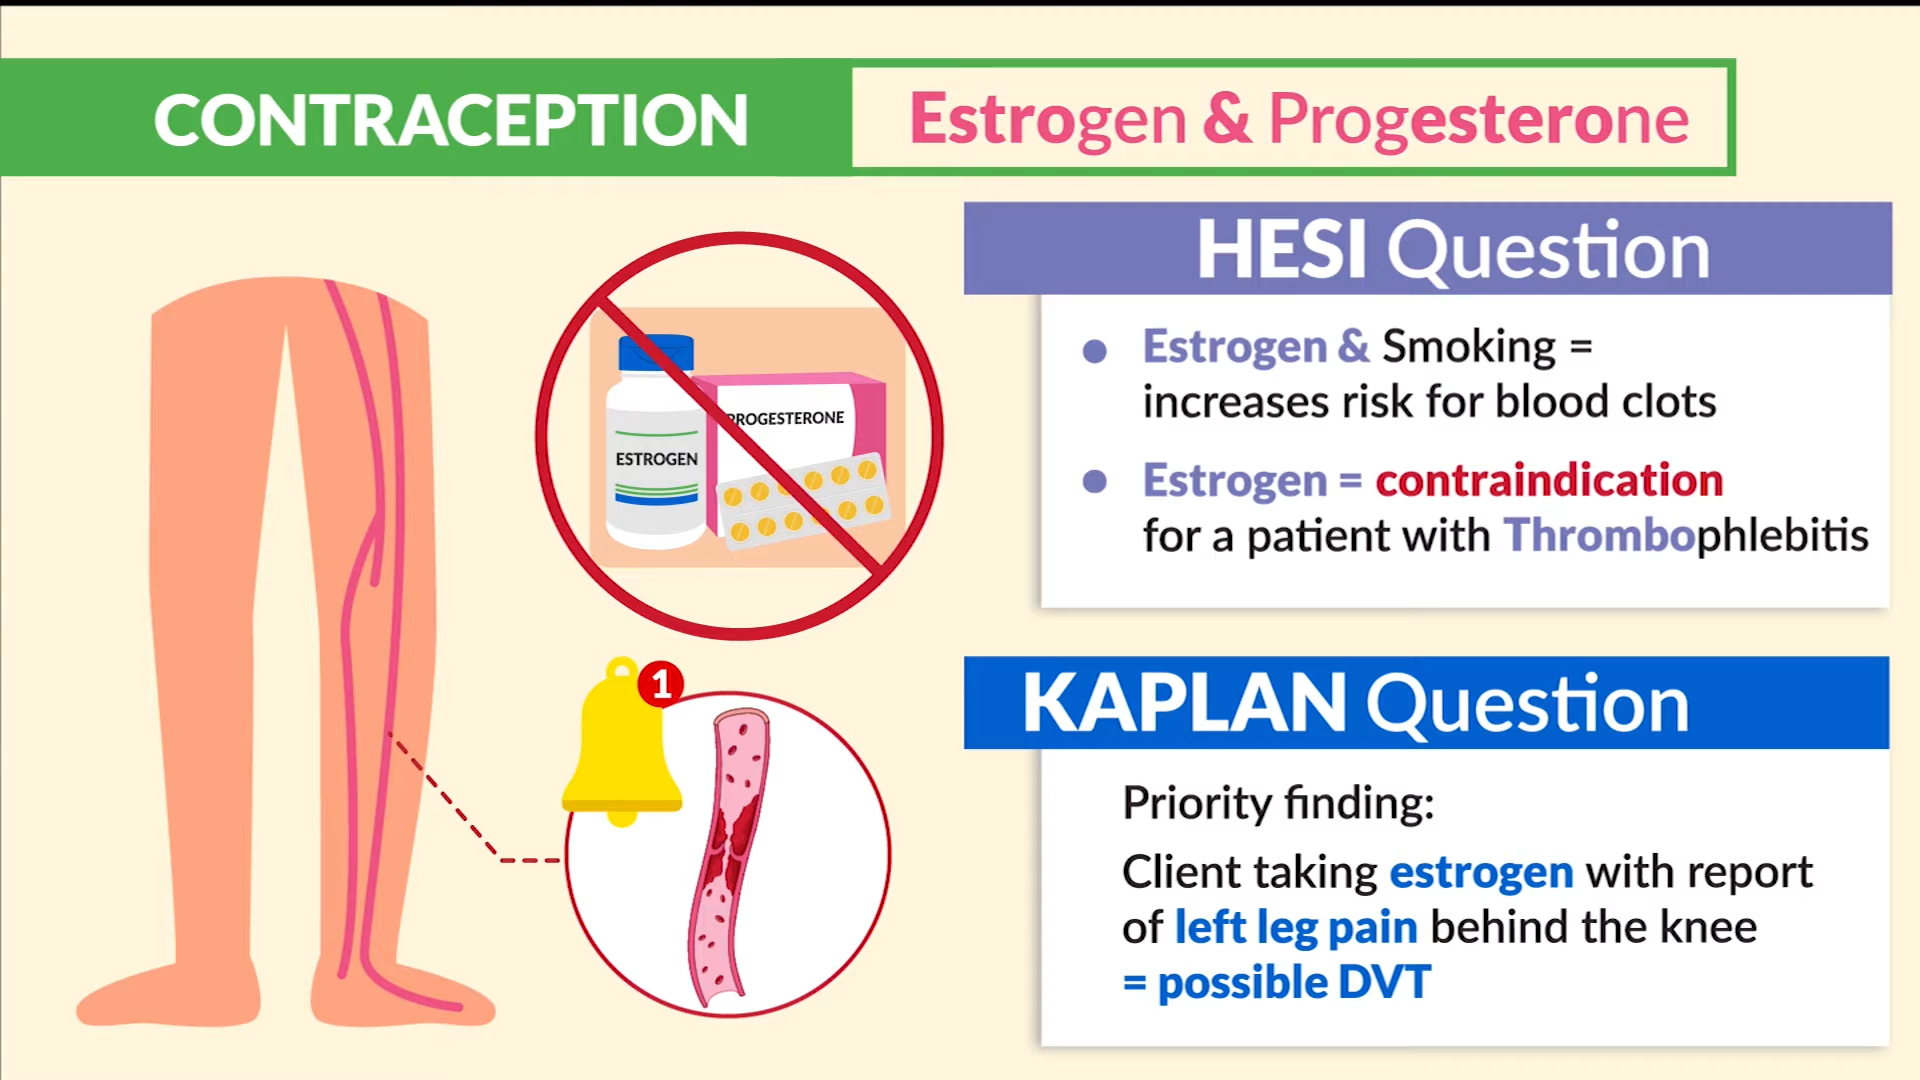 CONTRACEPTION
Estrogen & Progesterone
HESI Question
Estrogen & Smoking =
increases risk for blood clots
Estrogen = contraindication
for a patient with Thrombophlebitis
PROGESTERONE
ESTROGEN
1
KAPLAN Question
Priority finding:
Client taking estrogen with report
of left leg pain behind the knee
= possible DVT